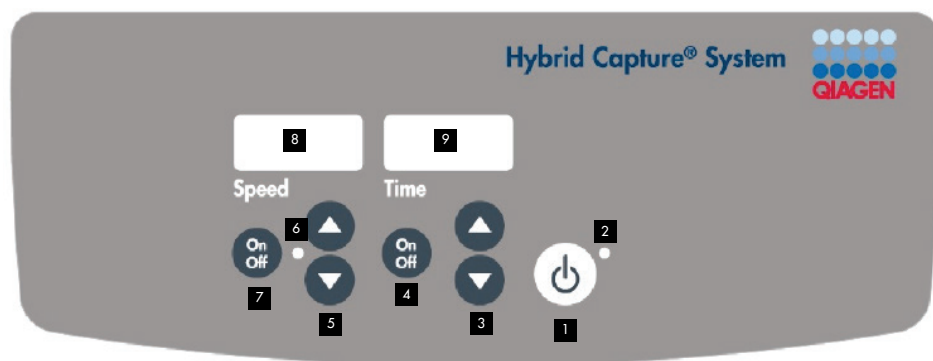 Hybrid Capture® System
QIAGEN
8
9
Speed
Time
6
2
On
Off
On
Off
7
4
5
3
1